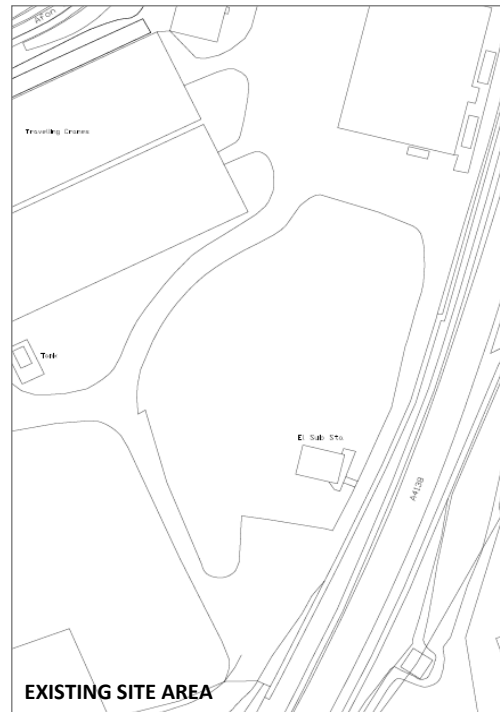 Afon
Travelling Cranes
Tank
El Sub Sta
A4138
EXISTING SITE AREA